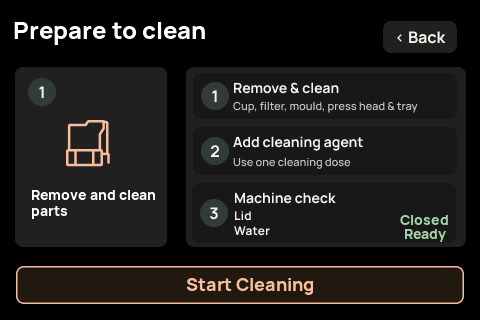 Prepare to clean
‹ Back
1
Remove and clean
parts
1
Remove & clean
Cup, filter, mould, press head & tray
2
Add cleaning agent
Use one cleaning dose
3
Machine check
Lid
Closed
Water
Ready
Start Cleaning